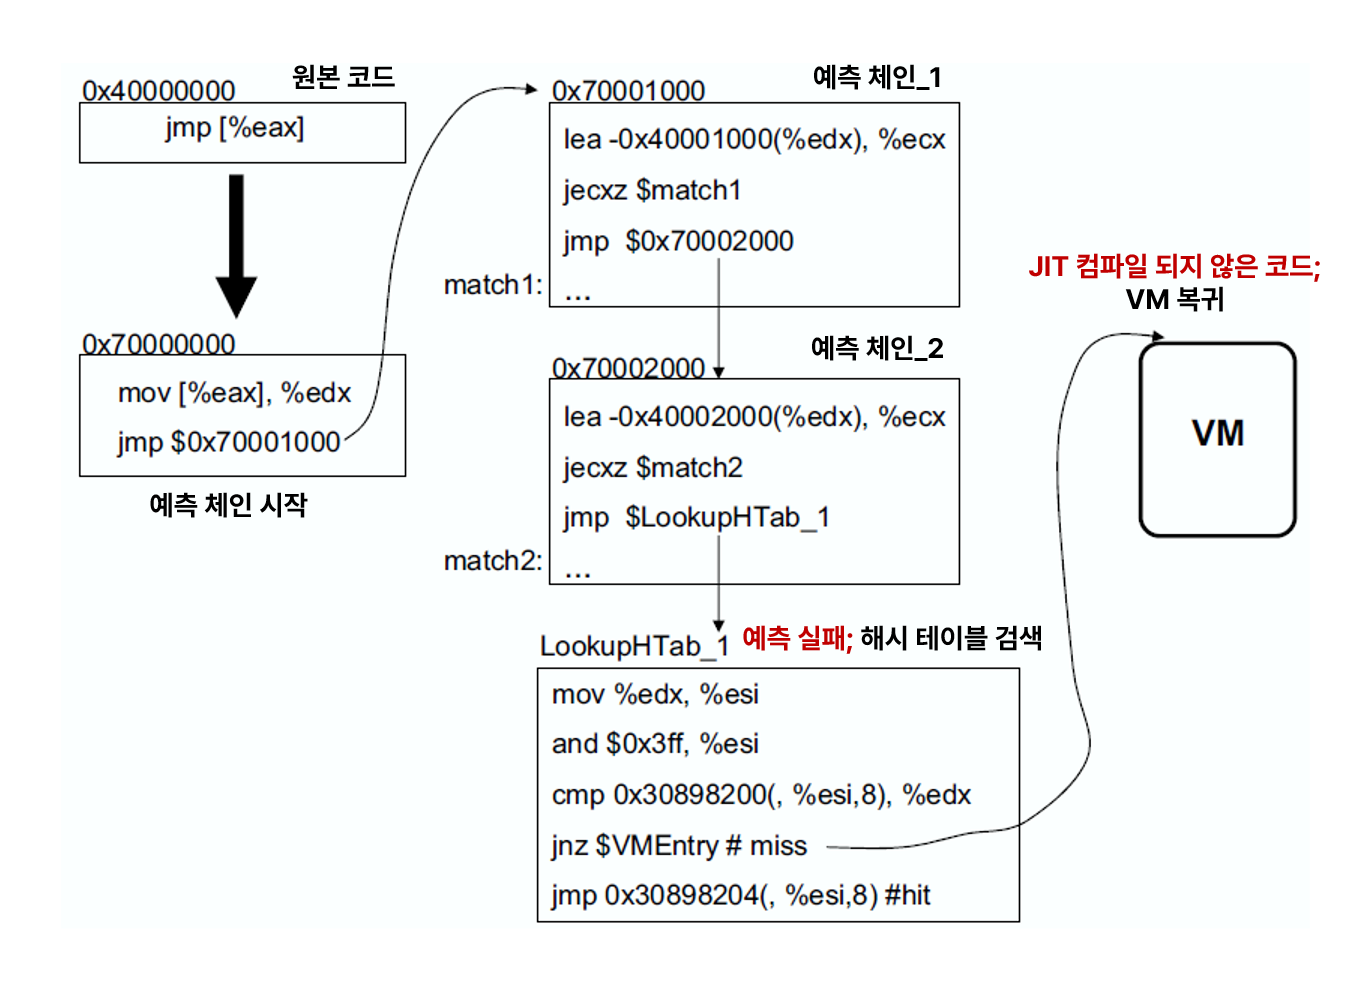 원본 코드
0x40000000
jmp [%eax]
0x70000000
mov [%eax], %edx
jmp $0x70001000
예측 체인 시작
예측 체인_1
0x70001000
lea -0x40001000(%edx), %ecx
jecxz $match1
jmp  $0x70002000
match1:
...
예측 체인_2
0x70002000
lea -0x40002000(%edx), %ecx
jecxz $match2
jmp  $LookupHTab_1
match2:
...
LookupHTab_1 예측 실패; 해시 테이블 검색
mov %edx, %esi
and $0x3ff, %esi
cmp 0x30898200(, %esi,8), %edx
jnz $VMEntry # miss
jmp 0x30898204(, %esi,8) #hit
JIT 컴파일 되지 않은 코드;
VM 복귀
VM